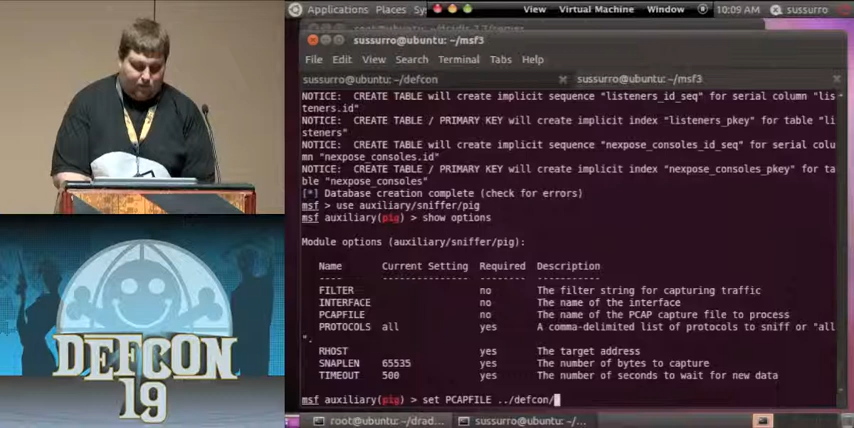 Applications Places Sy
View Virtual Machine Window 10:09 AM sussurro
sussurro@ubuntu: ~/msf3
File Edit View Search Terminal Tabs Help
sussurro@ubuntu: ~/defcon
sussurro@ubuntu: ~/msf3
NOTICE: CREATE TABLE will create implicit sequence "listeners_id_seq" for serial column "lis
teners.id"
NOTICE: CREATE TABLE / PRIMARY KEY will create implicit index "listeners_pkey" for table "li
steners"
NOTICE: CREATE TABLE will create implicit sequence "nexpose_consoles_id_seq" for serial colu
mn "nexpose_consoles.id"
NOTICE: CREATE TABLE / PRIMARY KEY will create implicit index "nexpose_consoles_pkey" for ta
ble "nexpose_consoles"
[*] Database creation complete (check for errors)
msf > use auxiliary/sniffer/pig
msf auxiliary(pig) > show options
Module options (auxiliary/sniffer/pig):
Name Current Setting Required Description
---- --------------- -------- -----------
FILTER no The filter string for capturing traffic
INTERFACE no The name of the interface
PCAPFILE no The name of the PCAP capture file to process
PROTOCOLS all yes A comma-delimited list of protocols to sniff or "all
".
RHOST yes The target address
SNAPLEN 65535 yes The number of bytes to capture
TIMEOUT 500 yes The number of seconds to wait for new data
msf auxiliary(pig) > set PCAPFILE ../defcon/
root@ubuntu: ~/drad...
sussurro@ubuntu: ~/...
DEFCON
19